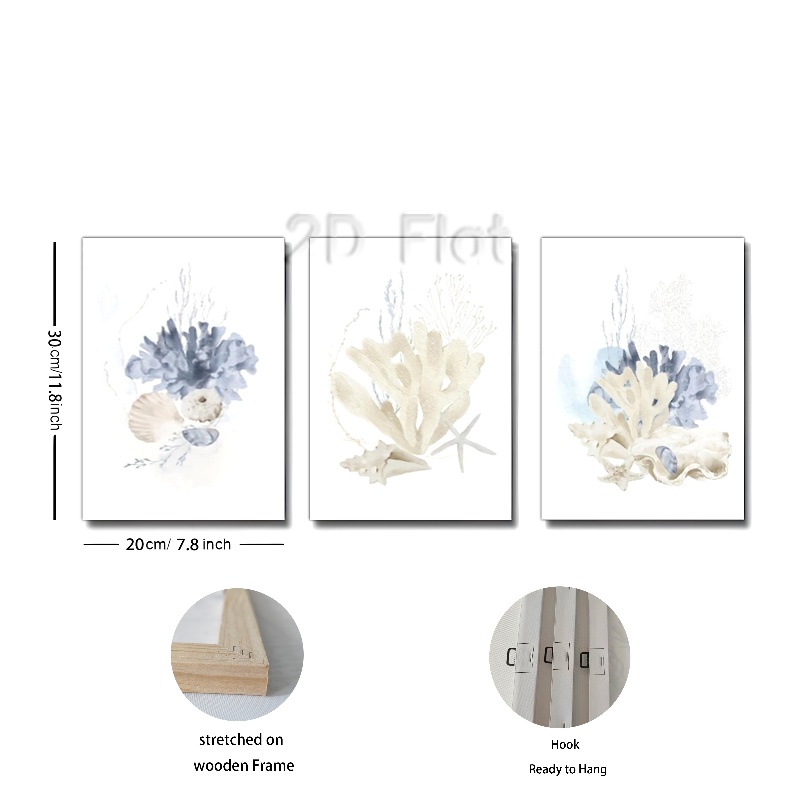 2D Flat
30cm/11.8inch
20cm/ 7.8 inch
stretched on
wooden Frame
Hook
Ready to Hang